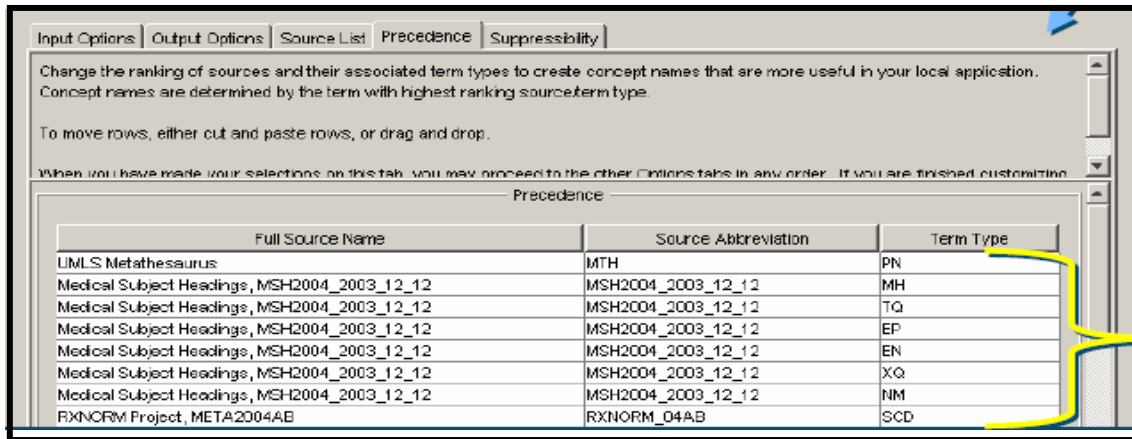 Input Options Output Options Source List Precedence Suppressibility
Change the ranking of sources and their associated term types to create concept names that are more useful in your local application.
Concept names are determined by the term with highest ranking source/term type.
To move rows, either cut and paste rows, or drag and drop.
When you have made your selections on this tab, you may proceed to the other Options tabs in any order. If you are finished customizing
Precedence
Full Source Name Source Abbreviation Term Type
UMLS Metathesaurus MTH PN
Medical Subject Headings, MSH2004_2003_12_12 MSH2004_2003_12_12 MH
Medical Subject Headings, MSH2004_2003_12_12 MSH2004_2003_12_12 TQ
Medical Subject Headings, MSH2004_2003_12_12 MSH2004_2003_12_12 EP
Medical Subject Headings, MSH2004_2003_12_12 MSH2004_2003_12_12 EN
Medical Subject Headings, MSH2004_2003_12_12 MSH2004_2003_12_12 XQ
Medical Subject Headings, MSH2004_2003_12_12 MSH2004_2003_12_12 NM
RXNORM Project, META2004AB RXNORM_04AB SCD